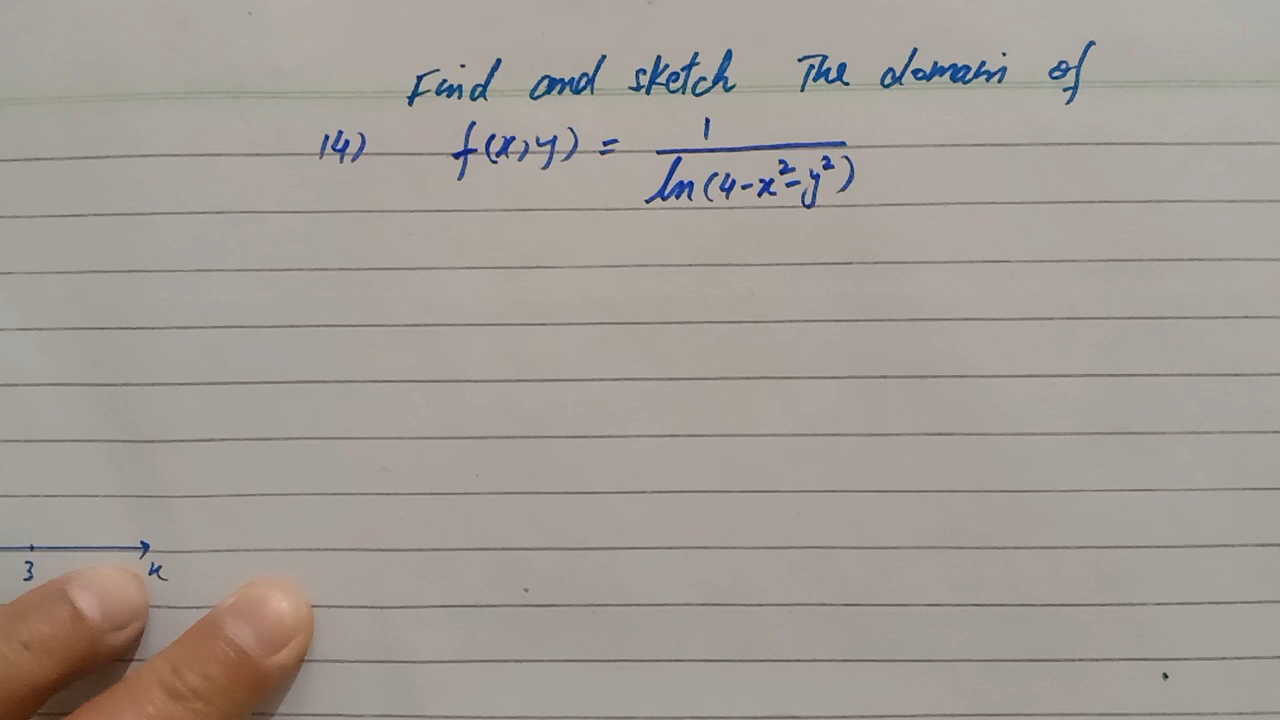 Find and sketch The domain of
14) f(x,y) = 1 / ln(4-x²-y²)
3 x